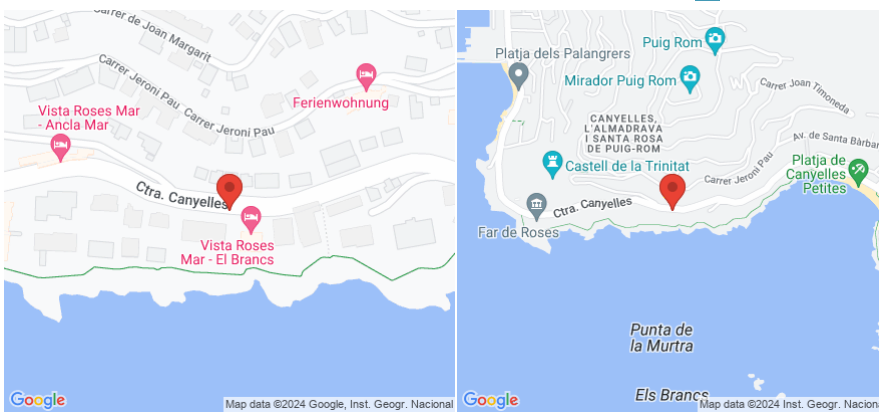 Carrer de Joan Margarit
Carrer Jeroni Pau
Carrer Jeroni Pau
Ferienwohnung
Vista Roses Mar
- Ancla Mar
Ctra. Canyelles
Vista Roses
Mar - El Brancs
Google
Map data ©2024 Google, Inst. Geogr. Nacional
Puig Rom
Platja dels Palangrers
Mirador Puig Rom
Carrer Joan Timoneda
CANYELLES,
L'ALMADRAVA
I SANTA ROSA
DE PUIG-ROM
Av. de Santa Bàrbar
Castell de la Trinitat
Carrer Jeroni Pau
Platja de
Canyelles
Petites
Ctra. Canyelles
Far de Roses
Punta de
la Murtra
Els Brancs
Google
Map data ©2024 Google, Inst. Geogr. Naciona